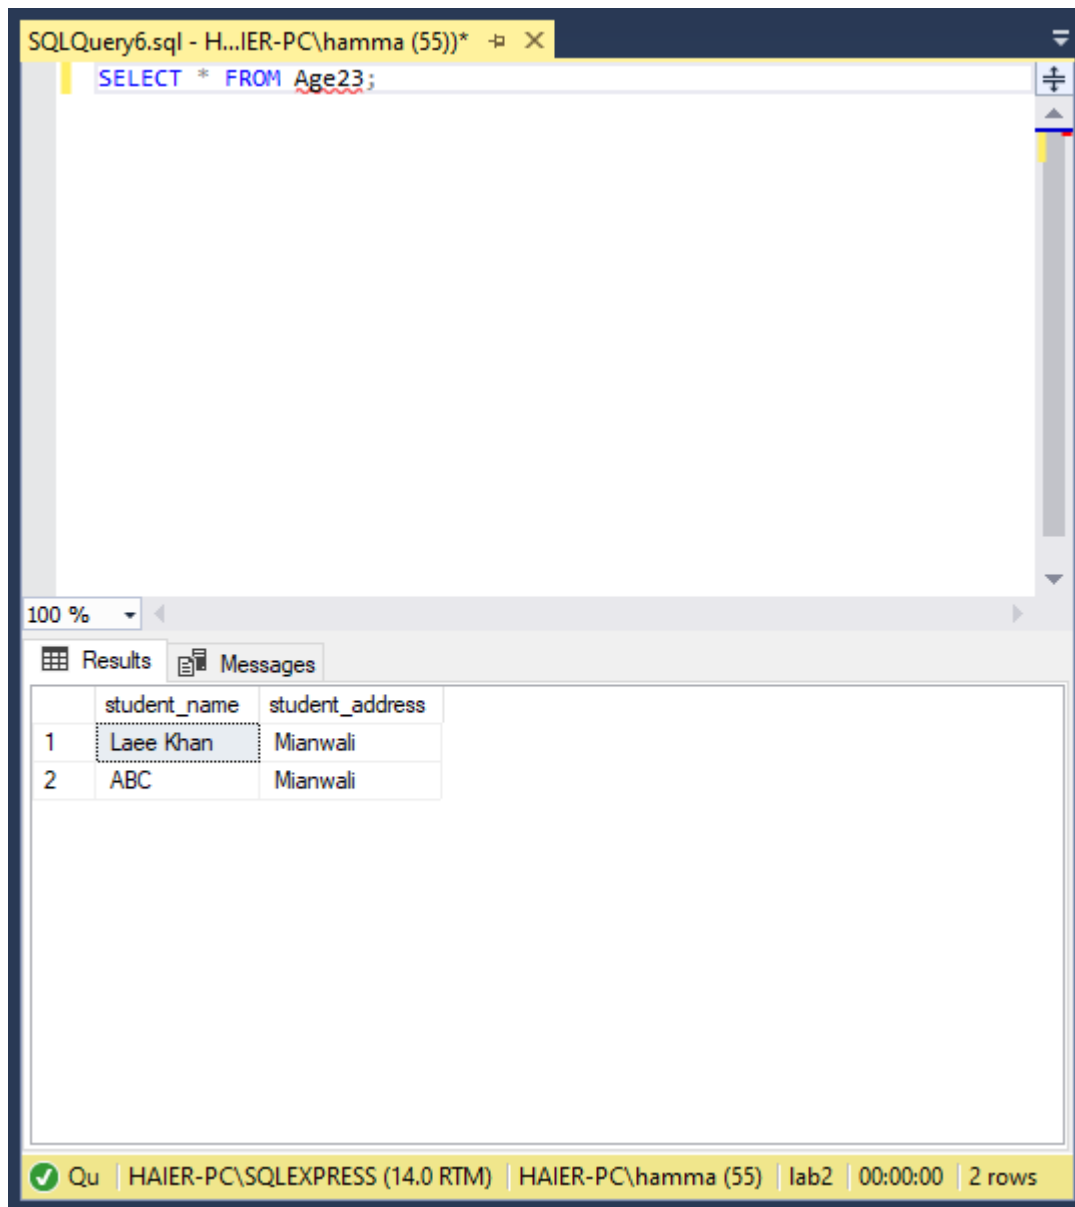 SQLQuery6.sql - H...IER-PC\hamma (55))*
SELECT * FROM Age23;
100 %
Results Messages
student_name student_address
1 Laee Khan Mianwali
2 ABC Mianwali
Qu HAIER-PC\SQLEXPRESS (14.0 RTM) HAIER-PC\hamma (55) lab2 00:00:00 2 rows